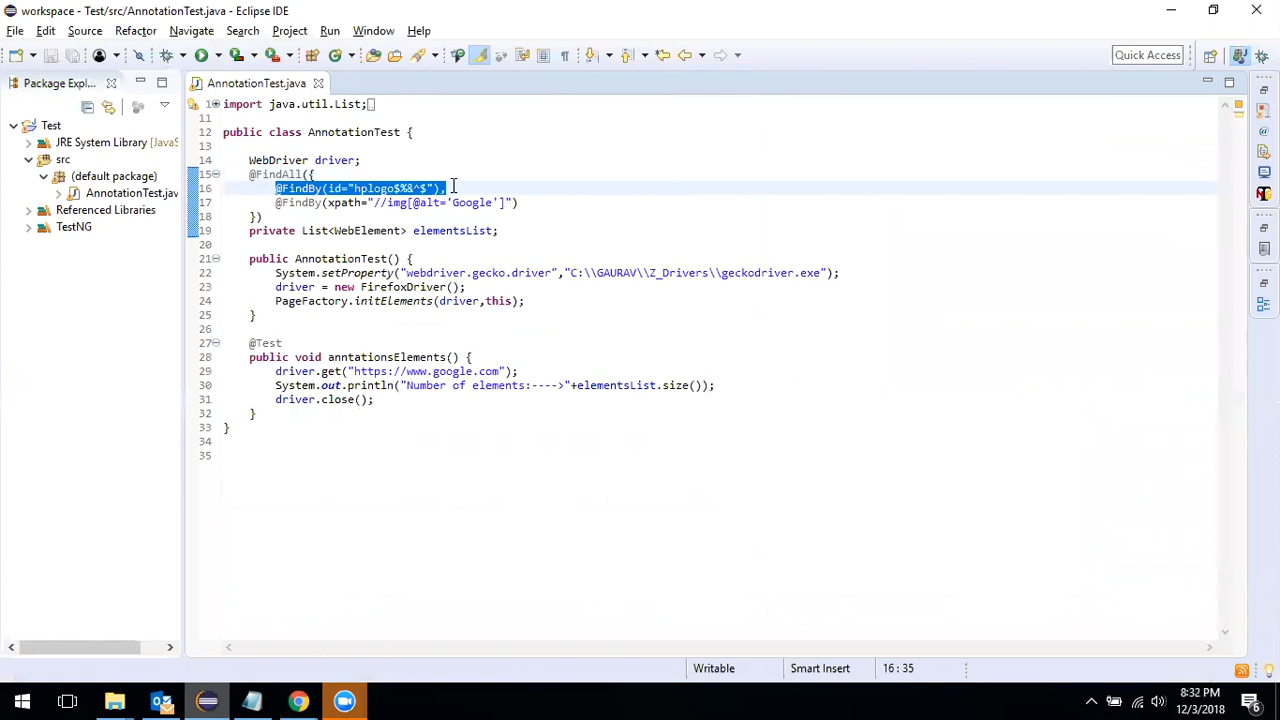 workspace - Test/src/AnnotationTest.java - Eclipse IDE
File Edit Source Refactor Navigate Search Project Run Window Help
Quick Access
Package Expl...
AnnotationTest.java
Test
JRE System Library [JavaS
src
(default package)
AnnotationTest.jav
Referenced Libraries
TestNG
1 import java.util.List;
11
12 public class AnnotationTest {
13
14 WebDriver driver;
15 @FindAll({
16 @FindBy(id="hplogo$%&^$"),
17 @FindBy(xpath="//img[@alt='Google']")
18 })
19 private List<WebElement> elementsList;
20
21 public AnnotationTest() {
22 System.setProperty("webdriver.gecko.driver","C:\\GAURAV\\Z_Drivers\\geckodriver.exe");
23 driver = new FirefoxDriver();
24 PageFactory.initElements(driver,this);
25 }
26
27 @Test
28 public void anntationsElements() {
29 driver.get("https://www.google.com");
30 System.out.println("Number of elements:---->"+elementsList.size());
31 driver.close();
32 }
33 }
34
35
Writable Smart Insert 16 : 35
8:32 PM
12/3/2018
6